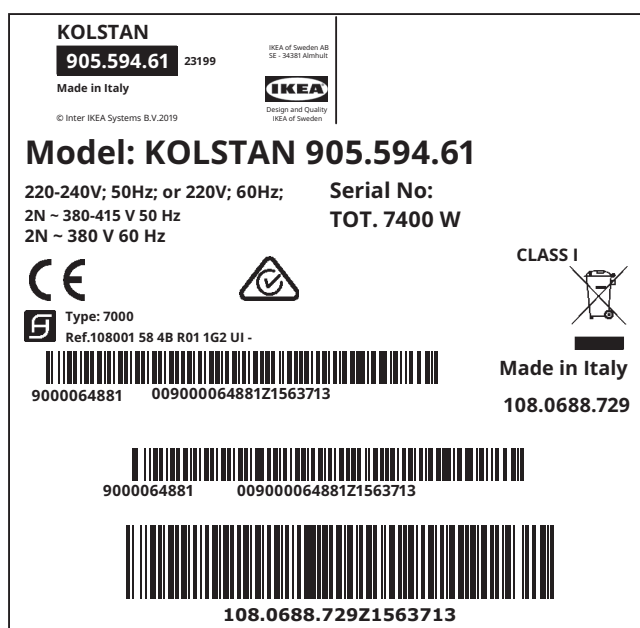 KOLSTAN
905.594.61 23199
IKEA of Sweden AB
SE - 34381 Älmhult
Made in Italy
IKEA
© Inter IKEA Systems B.V.2019
Design and Quality
IKEA of Sweden
Model: KOLSTAN 905.594.61
220-240V; 50Hz; or 220V; 60Hz;
2N ~ 380-415 V 50 Hz
2N ~ 380 V 60 Hz
Serial No:
TOT. 7400 W
CLASS I
CE
Type: 7000
Ref.108001 58 4B R01 1G2 UI -
9000064881 009000064881Z1563713
Made in Italy
108.0688.729
9000064881 009000064881Z1563713
108.0688.729Z1563713